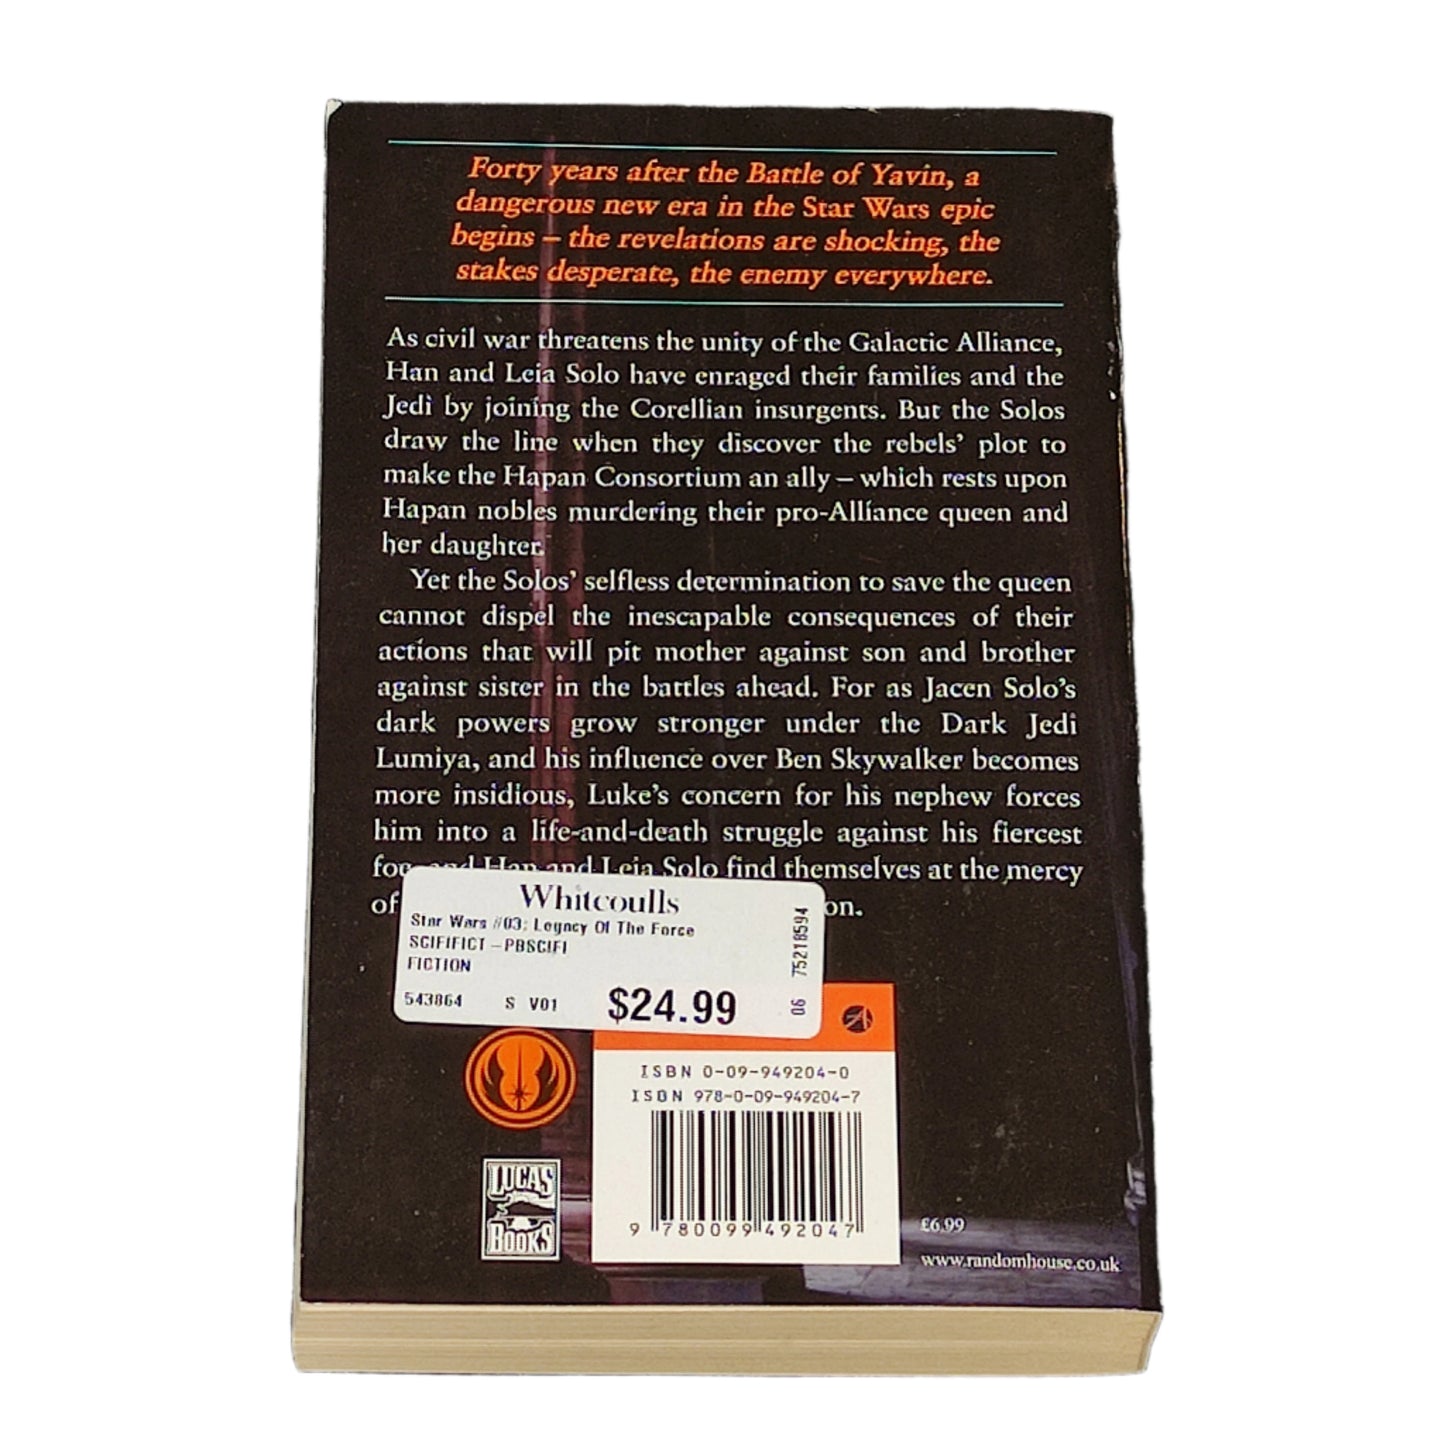 Forty years after the Battle of Yavin, a
dangerous new era in the Star Wars epic
begins – the revelations are shocking, the
stakes desperate, the enemy everywhere.
As civil war threatens the unity of the Galactic Alliance,
Han and Leia Solo have enraged their families and the
Jedi by joining the Corellian insurgents. But the Solos
draw the line when they discover the rebels’ plot to
make the Hapan Consortium an ally – which rests upon
Hapan nobles murdering their pro-Alliance queen and
her daughter.
Yet the Solos’ selfless determination to save the queen
cannot dispel the inescapable consequences of their
actions that will pit mother against son and brother
against sister in the battles ahead. For as Jacen Solo’s
dark powers grow stronger under the Dark Jedi
Lumiya, and his influence over Ben Skywalker becomes
more insidious, Luke’s concern for his nephew forces
him into a life-and-death struggle against his fiercest
foe and Han and Leia Solo find themselves at the mercy
of on.
Whitcoulls
Star Wars #03: Legacy Of The Force
SCIFIFICT – PBSCIFI
FICTION
543864 S V01 $24.99
06 75218594
ISBN 0-09-949204-0
ISBN 978-0-09-949204-7
9 780099 492047
LUCAS
BOOKS
£6.99
www.randomhouse.co.uk